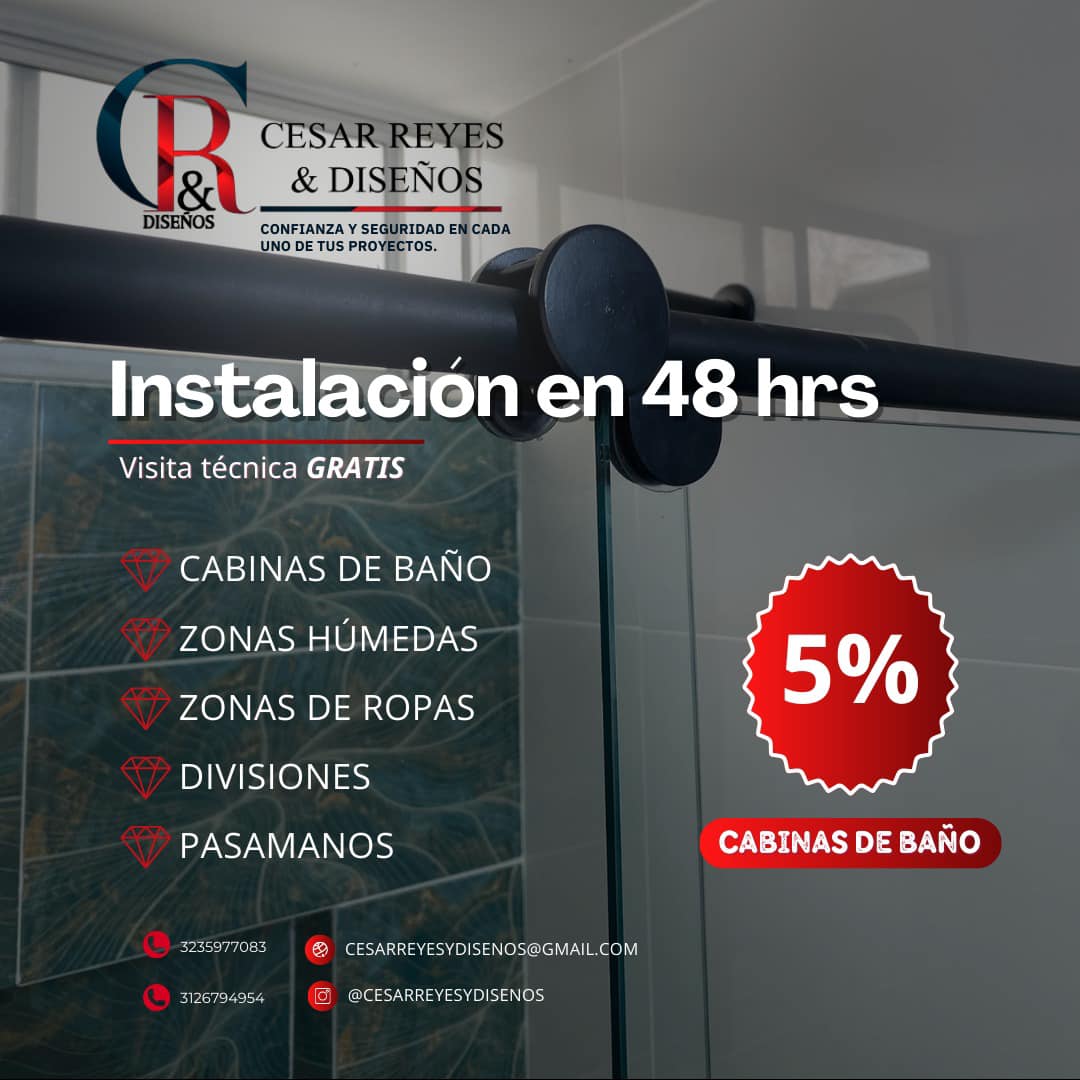 CR
&
DISEÑOS
CESAR REYES
& DISEÑOS
CONFIANZA Y SEGURIDAD EN CADA
UNO DE TUS PROYECTOS.
Instalación en 48 hrs
Visita técnica GRATIS
CABINAS DE BAÑO
ZONAS HÚMEDAS
ZONAS DE ROPAS
DIVISIONES
PASAMANOS
5%
CABINAS DE BAÑO
3235977083
CESARREYESYDISENOS@GMAIL.COM
3126794954
@CESARREYESYDISENOS